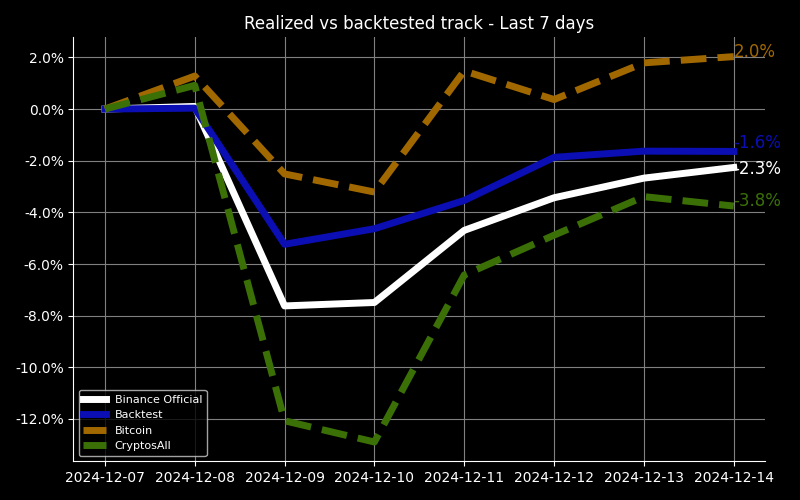 Realized vs backtested track - Last 7 days
2.0%
0.0%
-2.0%
-4.0%
-6.0%
-8.0%
-10.0%
-12.0%
2.0%
-1.6%
-2.3%
-3.8%
Binance Official
Backtest
Bitcoin
CryptosAll
2024-12-07 2024-12-08 2024-12-09 2024-12-10 2024-12-11 2024-12-12 2024-12-13 2024-12-14